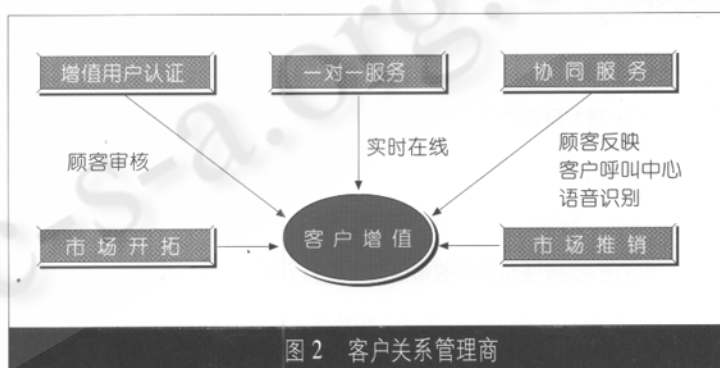 增值用户认证
一对一服务
协同服务
顾客审核
实时在线
顾客反映
客户呼叫中心
语音识别
市场开拓
客户增值
市场推销
图2 客户关系管理商
c-s-a.org.